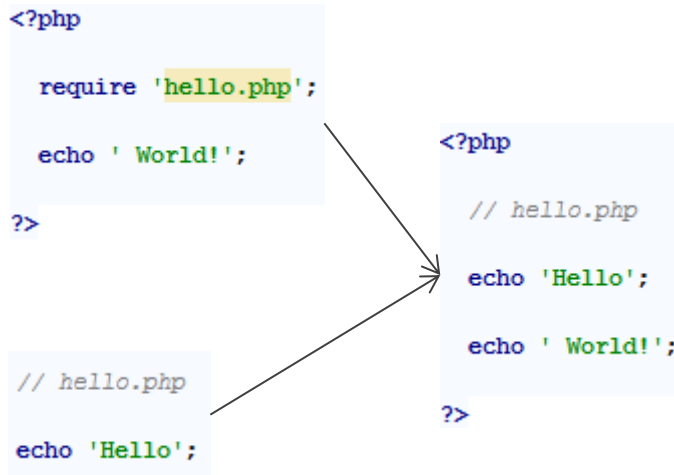 <?php
require 'hello.php';
echo ' World!';
?>
// hello.php
echo 'Hello';
<?php
// hello.php
echo 'Hello';
echo ' World!';
?>